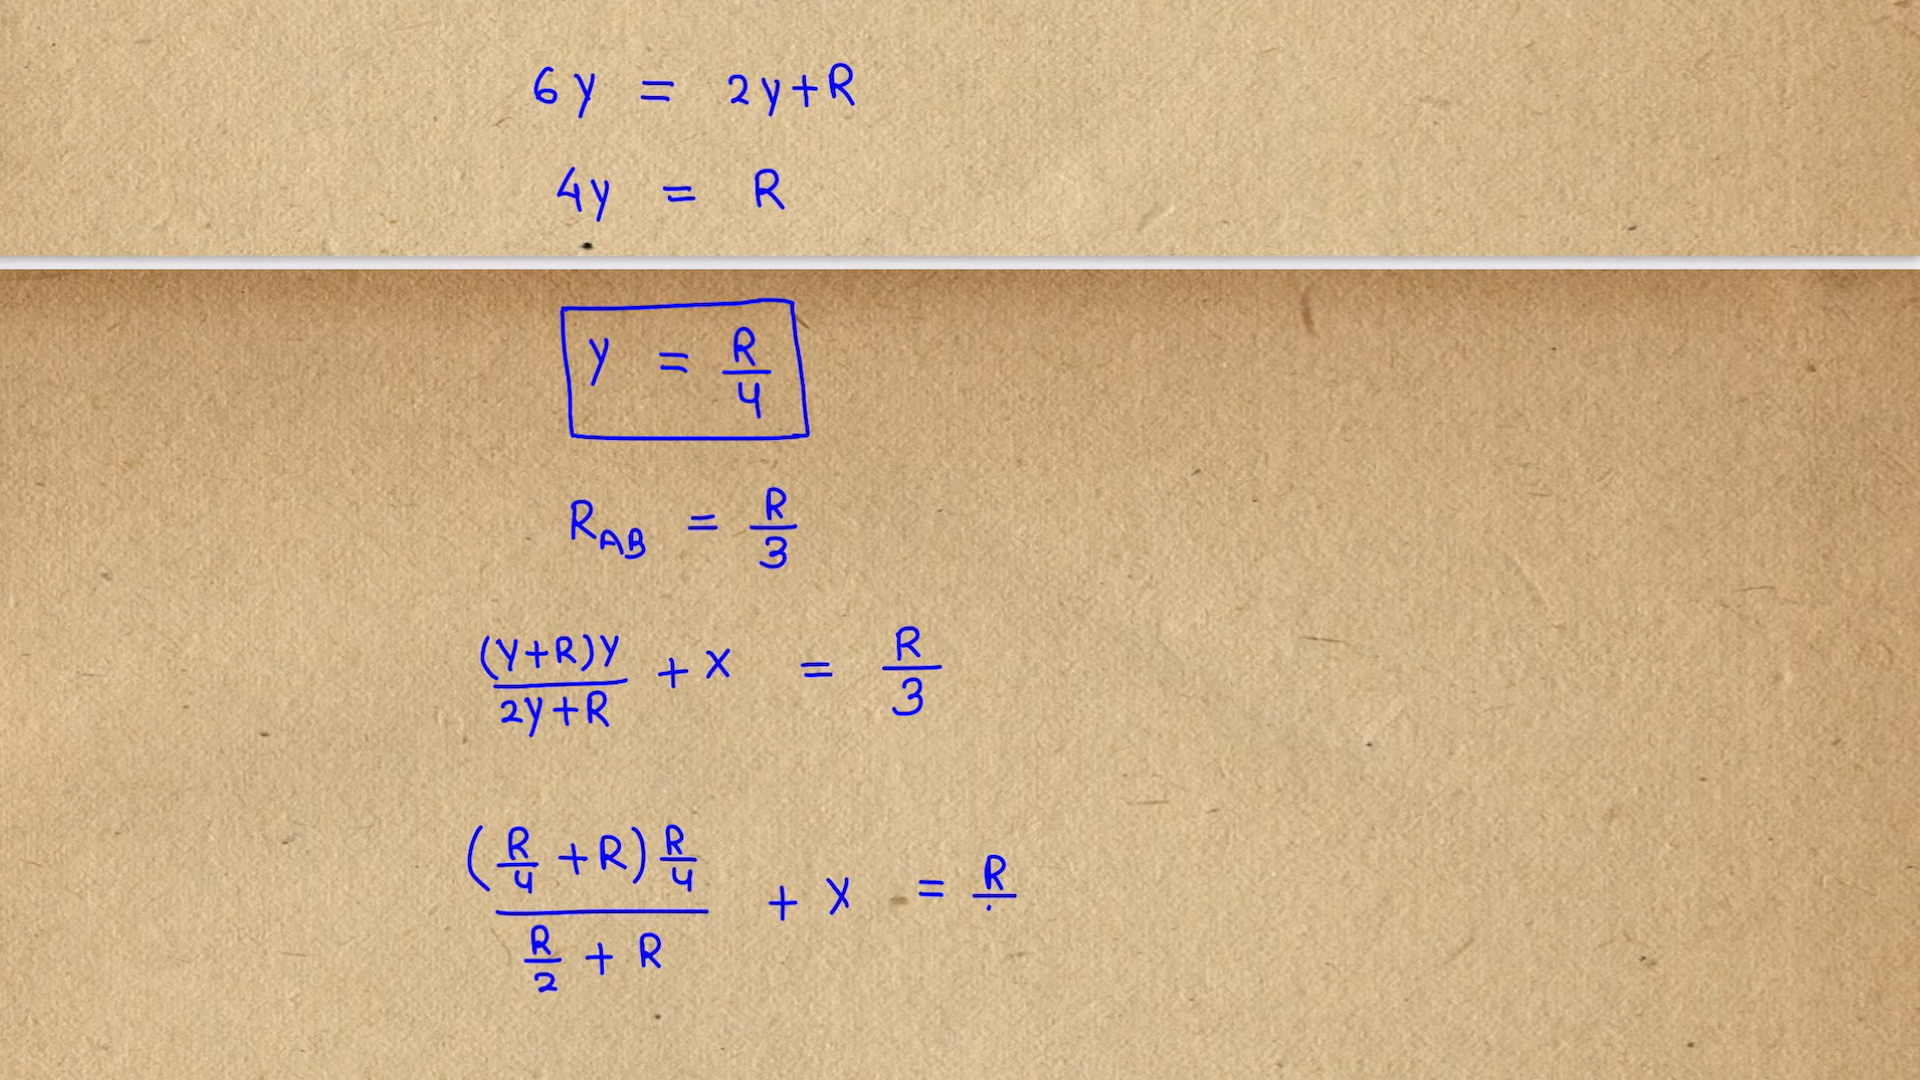 6y = 2y+R
4y = R
y = R/4
R_AB = R/3
(y+R)y/(2y+R) + x = R/3
(R/4 + R) R/4 / (R/2 + R) + x = R/